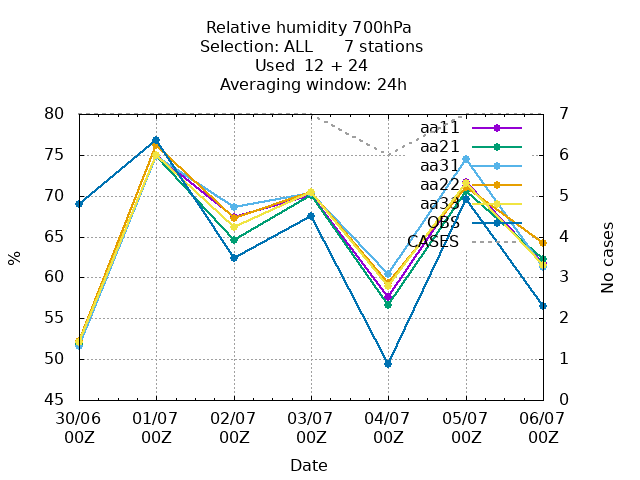 Relative humidity 700hPa
Selection: ALL      7 stations
Used  12 + 24
Averaging window: 24h
80
75
70
65
60
55
50
45
7
6
5
4
3
2
1
0
%
No cases
aa11
aa21
aa31
aa22
aa33
OBS
CASES
30/06 01/07 02/07 03/07 04/07 05/07 06/07
00Z 00Z 00Z 00Z 00Z 00Z 00Z
Date